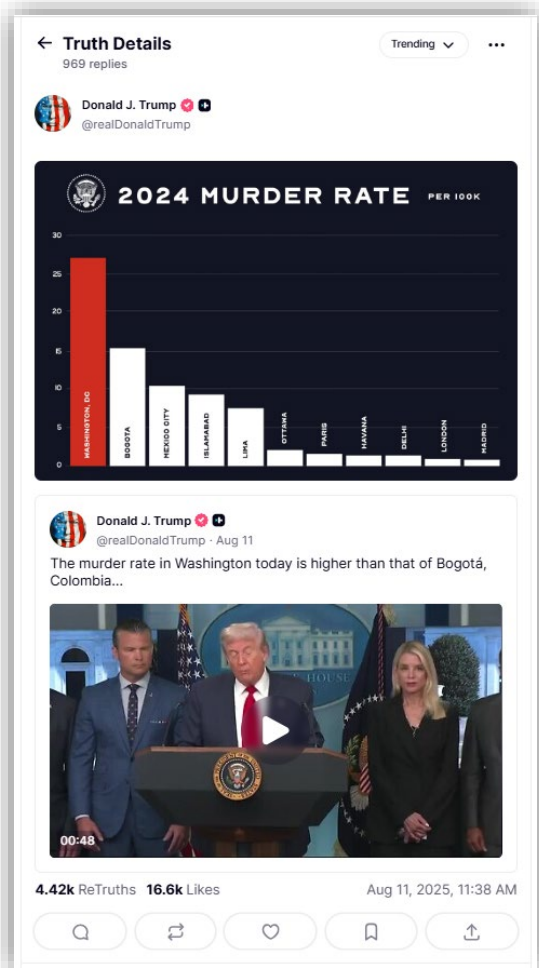 Truth Details
Trending
969 replies
Donald J. Trump
@realDonaldTrump
2024 MURDER RATE PER 100K
30
25
20
15
10
5
0
WASHINGTON, DC
BOGOTA
MEXICO CITY
ISLAMABAD
LIMA
OTTAWA
PARIS
HAVANA
DELHI
LONDON
MADRID
Donald J. Trump
@realDonaldTrump · Aug 11
The murder rate in Washington today is higher than that of Bogotá,
Colombia...
HOUSE
00:48
4.42k ReTruths 16.6k Likes
Aug 11, 2025, 11:38 AM